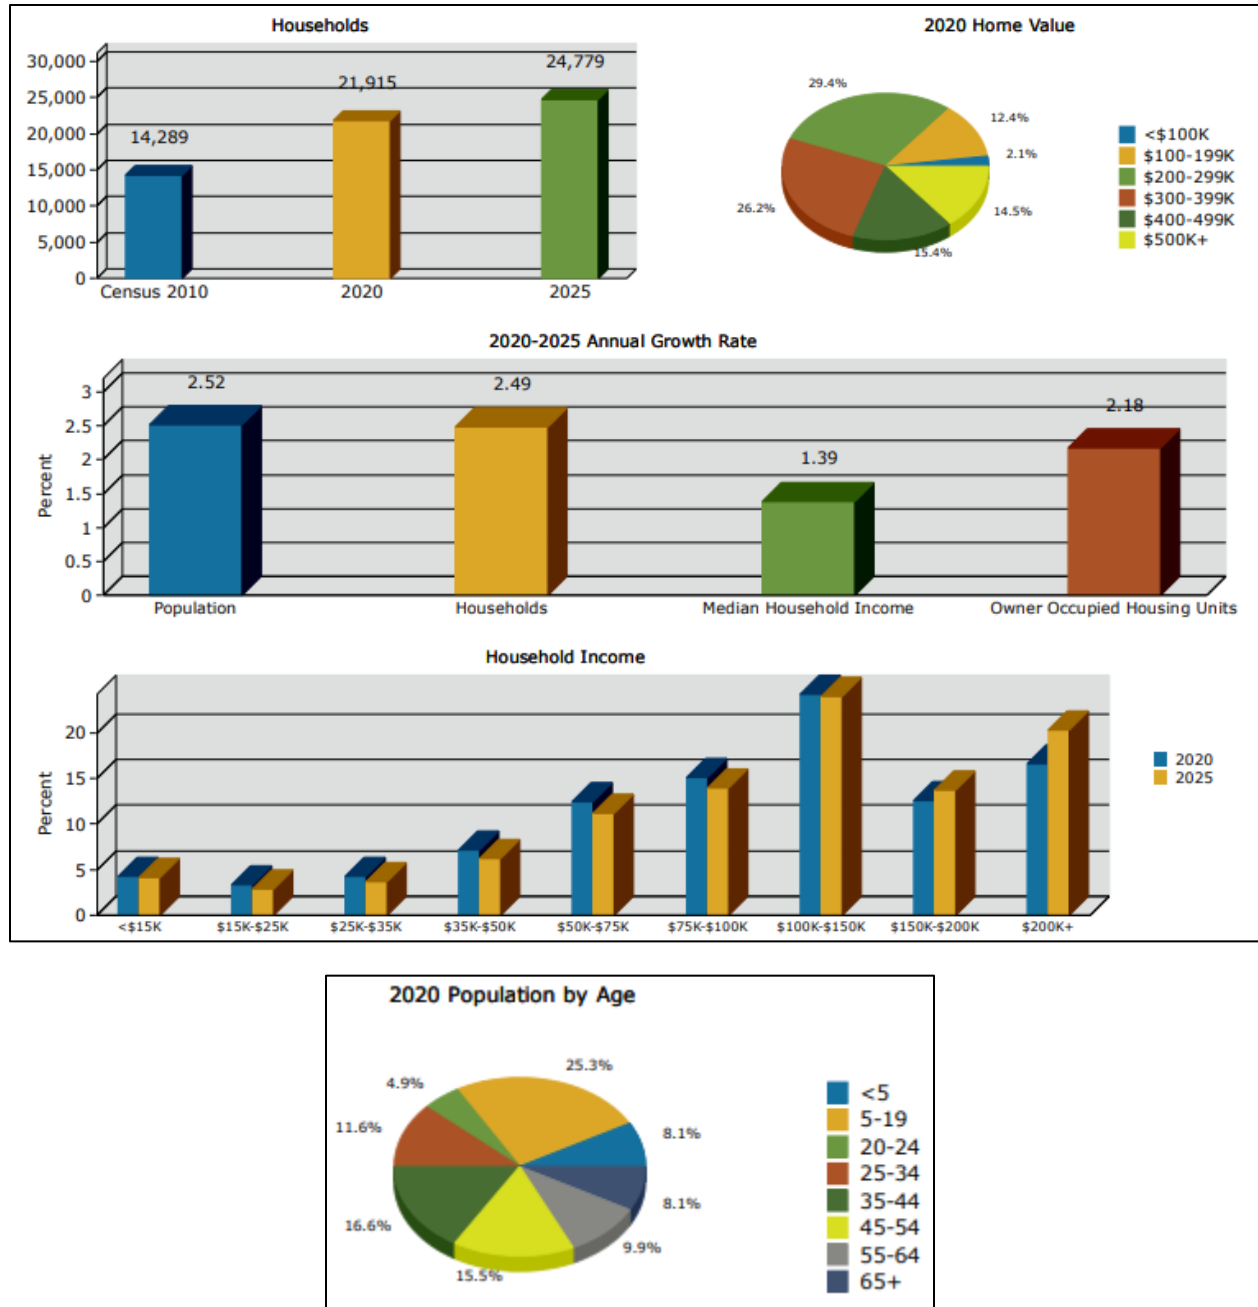 Households
30,000
25,000
20,000
15,000
10,000
5,000
0
14,289
21,915
24,779
Census 2010
2020
2025
2020 Home Value
29.4%
12.4%
2.1%
26.2%
14.5%
15.4%
<$100K
$100-199K
$200-299K
$300-399K
$400-499K
$500K+
2020-2025 Annual Growth Rate
Percent
3
2.5
2
1.5
1
0.5
0
2.52
2.49
1.39
2.18
Population
Households
Median Household Income
Owner Occupied Housing Units
Household Income
Percent
20
15
10
5
0
<$15K
$15K-$25K
$25K-$35K
$35K-$50K
$50K-$75K
$75K-$100K
$100K-$150K
$150K-$200K
$200K+
2020
2025
2020 Population by Age
25.3%
4.9%
11.6%
8.1%
8.1%
16.6%
9.9%
15.5%
<5
5-19
20-24
25-34
35-44
45-54
55-64
65+